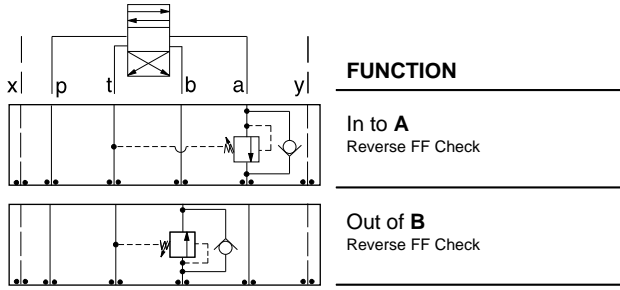 x p t b a y
FUNCTION
In to A
Reverse FF Check
Out of B
Reverse FF Check